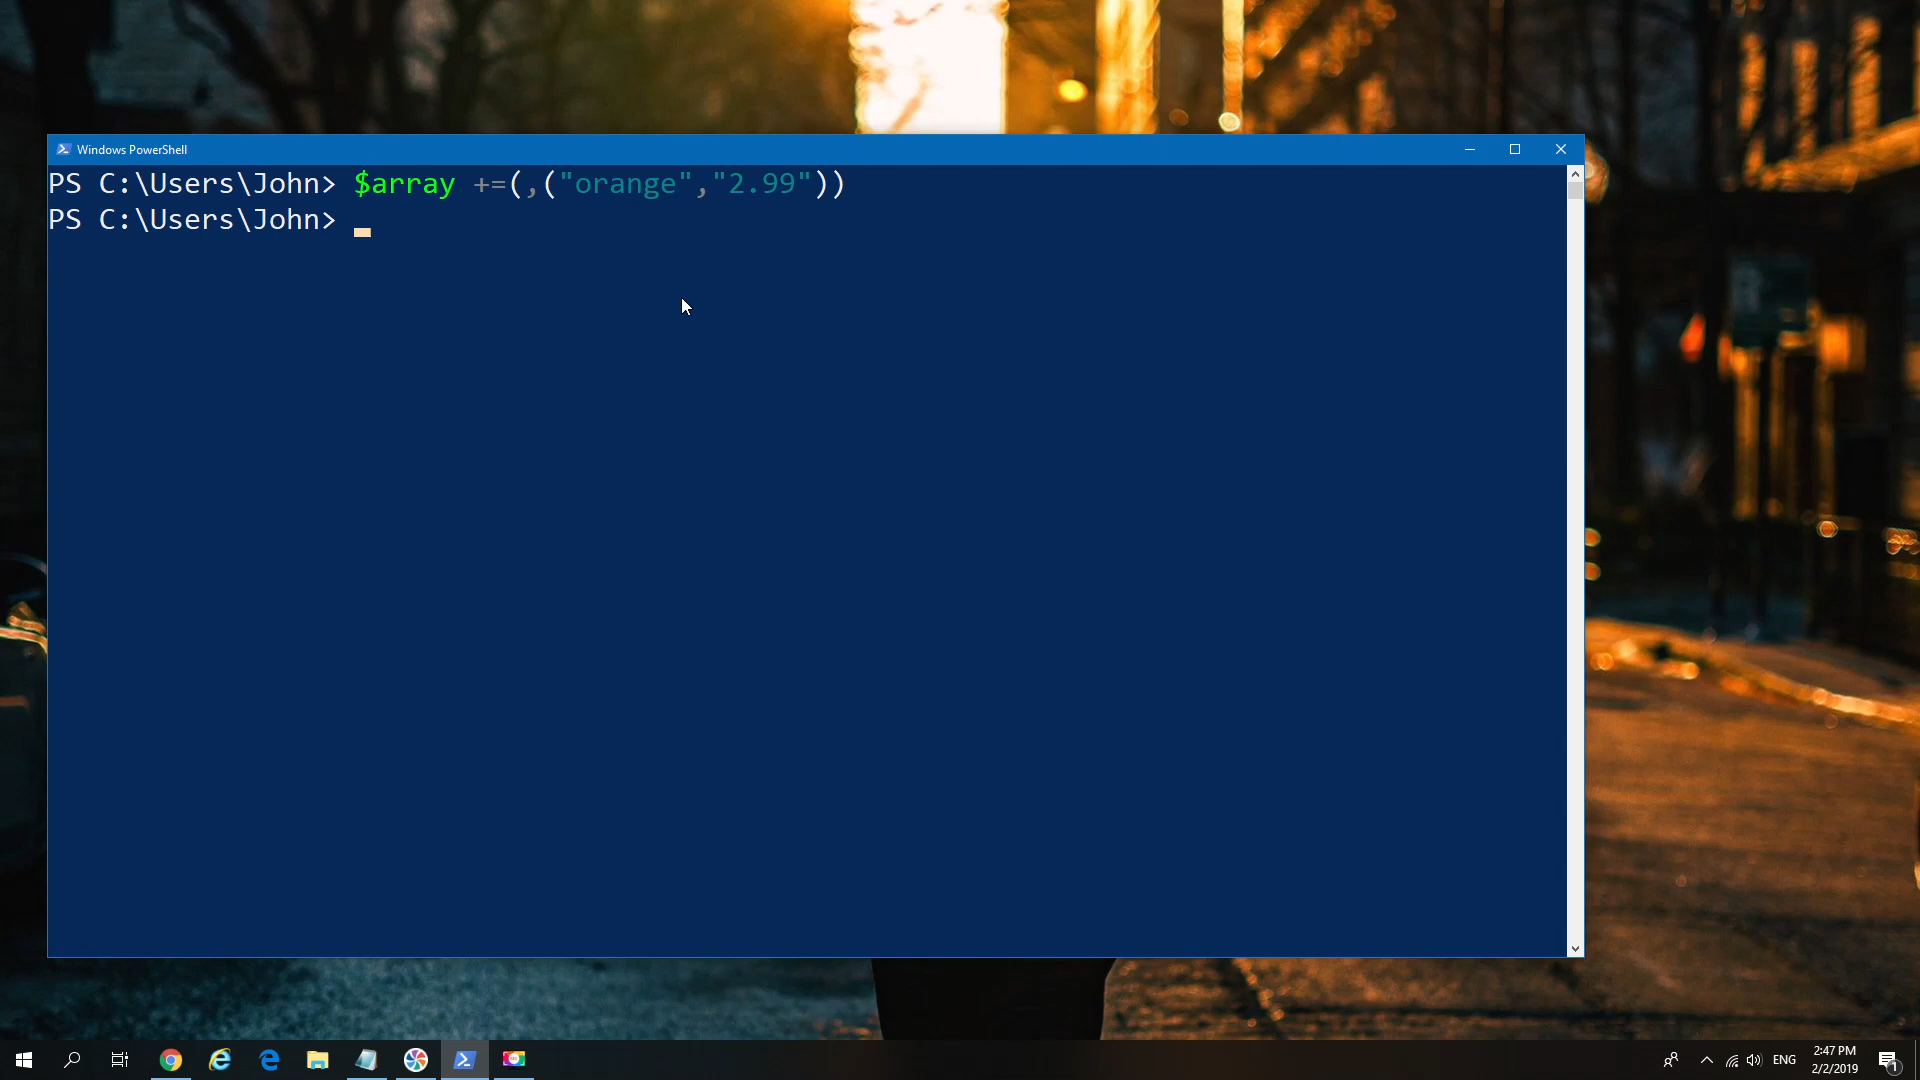 Windows PowerShell
PS C:\Users\John> $array +=(,("orange","2.99"))
PS C:\Users\John>
ENG
2:47 PM
2/2/2019
1